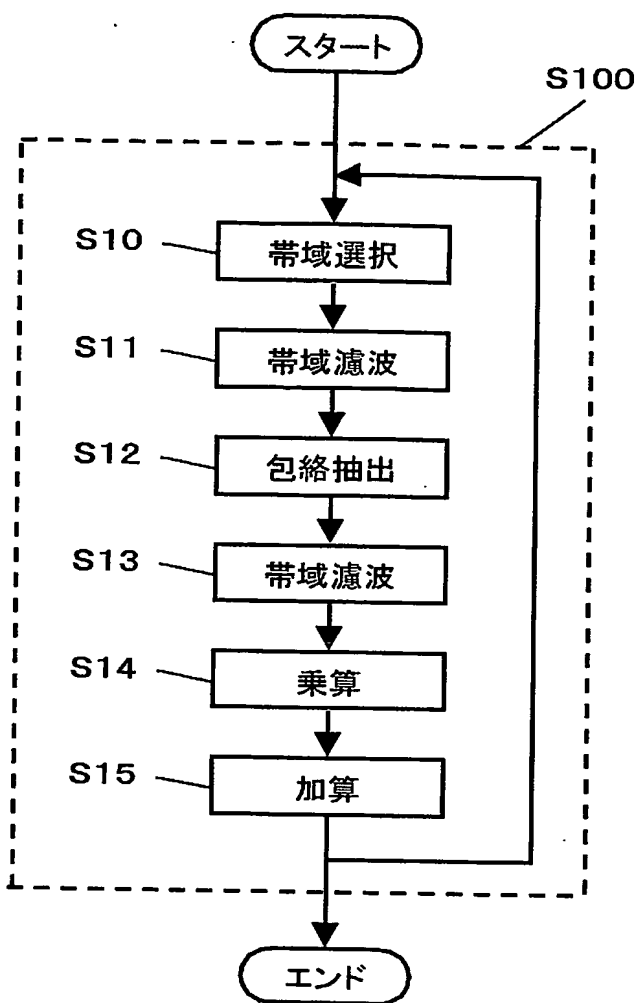 スタート
S100
S10
帯域選択
S11
帯域濾波
S12
包絡抽出
S13
帯域濾波
S14
乗算
S15
加算
エンド